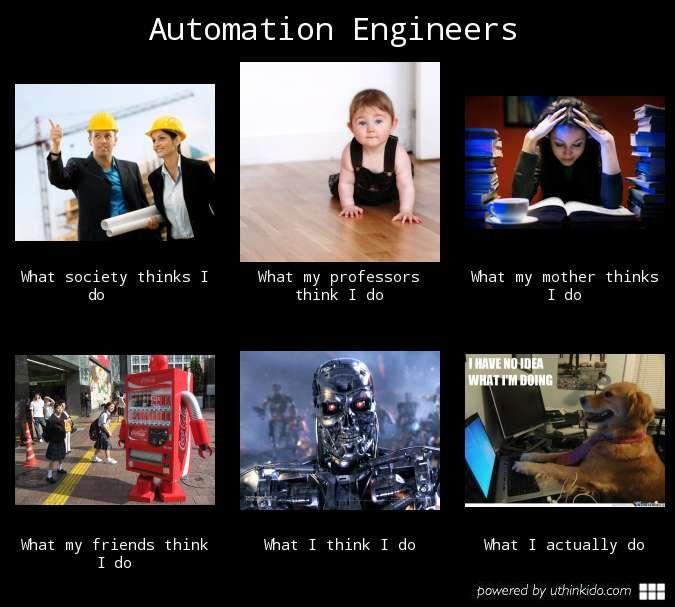 Automation Engineers
What society thinks I
do
What my professors
think I do
What my mother thinks
I do
I HAVE NO IDEA
WHAT I'M DOING
What my friends think
I do
What I think I do
What I actually do
powered by uthinkido.com